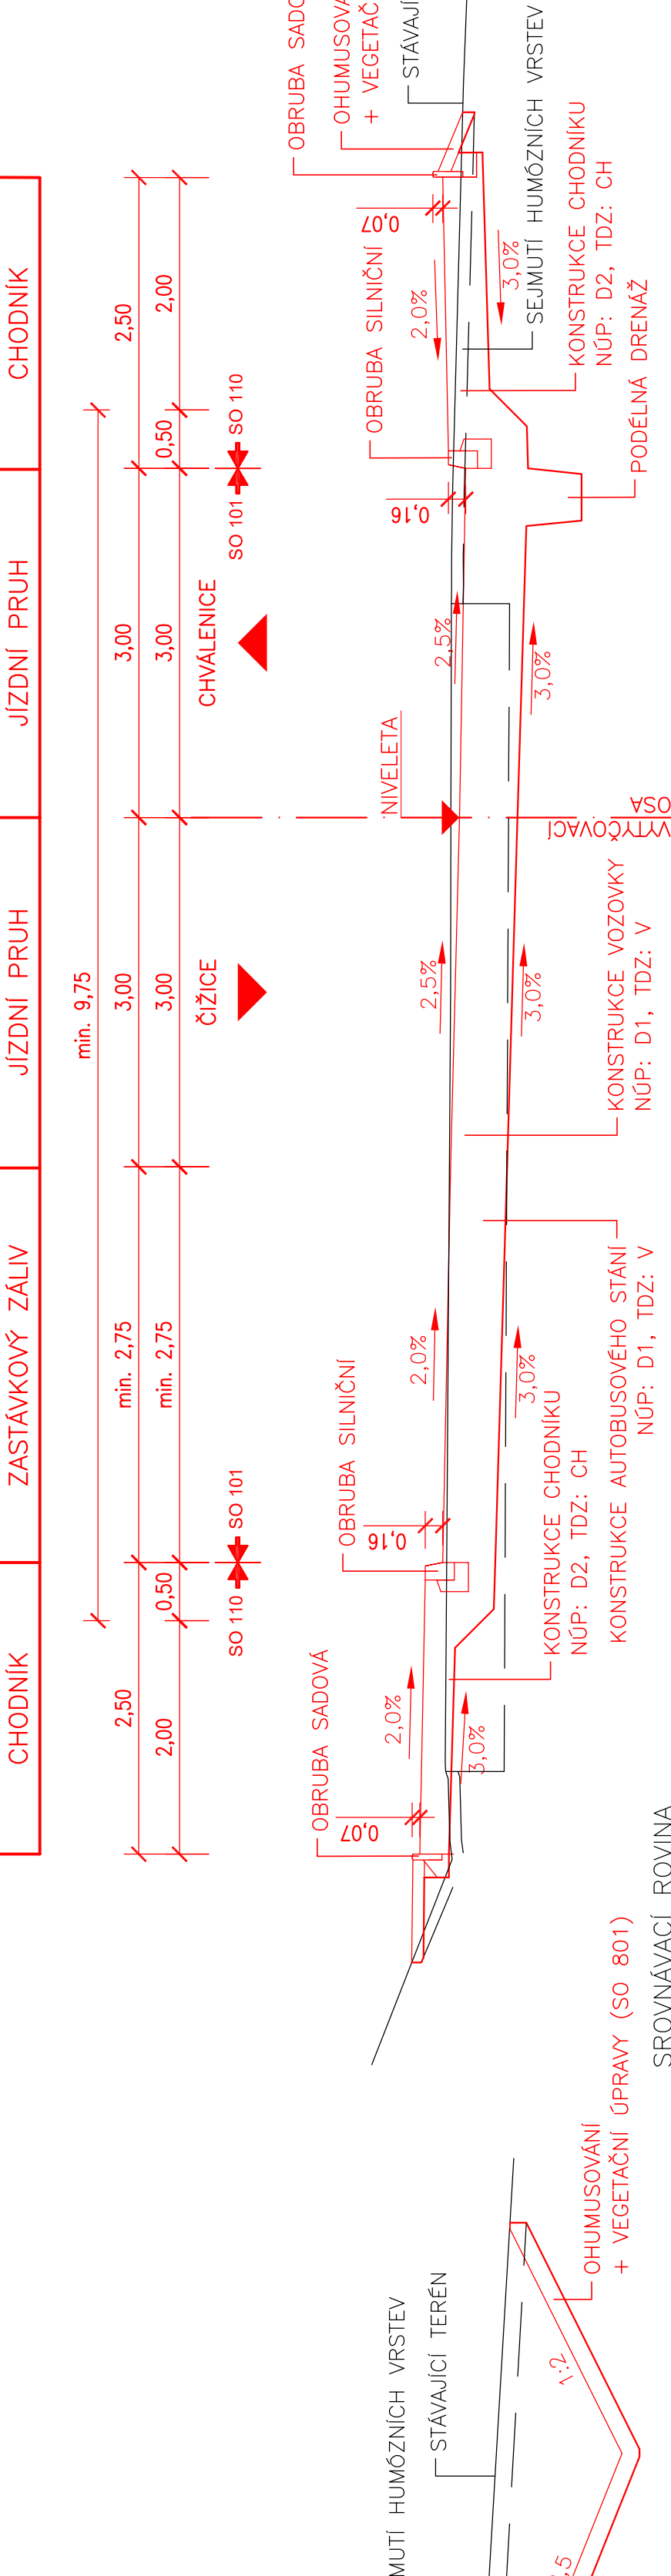 CHODNÍK
ZASTÁVKOVÝ ZÁLIV
JÍZDNÍ PRUH
JÍZDNÍ PRUH
CHODNÍK
min. 9,75
2,50
min. 2,75
3,00
3,00
2,50
2,00
0,50
min. 2,75
3,00
3,00
0,50
2,00
SO 110
SO 101
ČIŽICE
CHVÁLENICE
SO 101
SO 110
OBRUBA SADOVÁ
OBRUBA SILNIČNÍ
NIVELETA
OBRUBA SILNIČNÍ
OHUMUSOVÁ
+ VEGETAČ
STÁVAJÍ
0,07
0,16
0,16
0,07
2,0%
2,0%
2,5%
2,5%
2,0%
3,0%
3,0%
3,0%
3,0%
3,0%
SEJMUTÍ HUMÓZNÍCH VRSTEV
KONSTRUKCE CHODNÍKU
NÚP: D2, TDZ: CH
KONSTRUKCE AUTOBUSOVÉHO STÁNÍ
NÚP: D1, TDZ: V
KONSTRUKCE VOZOVKY
NÚP: D1, TDZ: V
VYTYČOVACÍ
OSA
PODÉLNÁ DRENÁŽ
KONSTRUKCE CHODNÍKU
NÚP: D2, TDZ: CH
MUTÍ HUMÓZNÍCH VRSTEV
STÁVAJÍCÍ TERÉN
1:2
OHUMUSOVÁNÍ
+ VEGETAČNÍ ÚPRAVY (SO 801)
SROVNÁVACÍ ROVINA